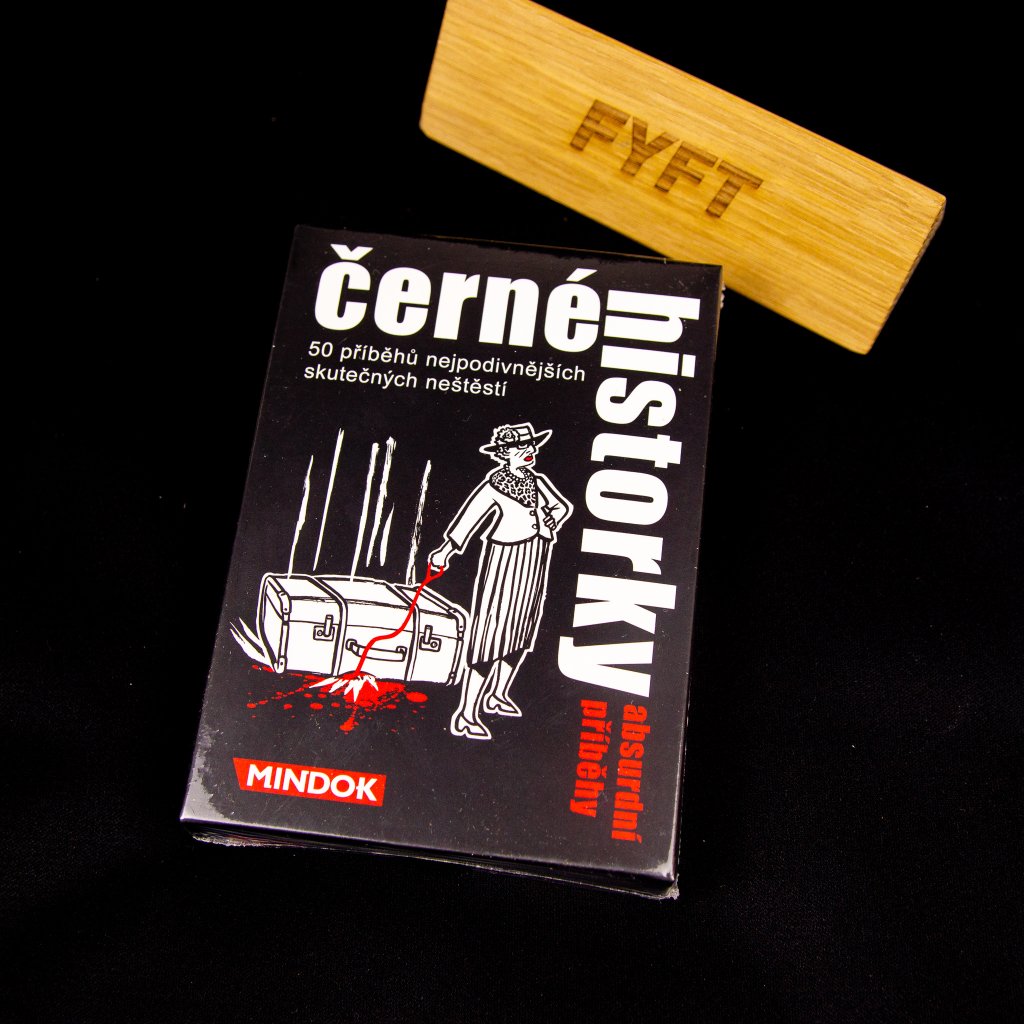 FYFT
černé
historky
50 příběhů nejpodivnějších
skutečných neštěstí
absurdní
příběhy
MINDOK